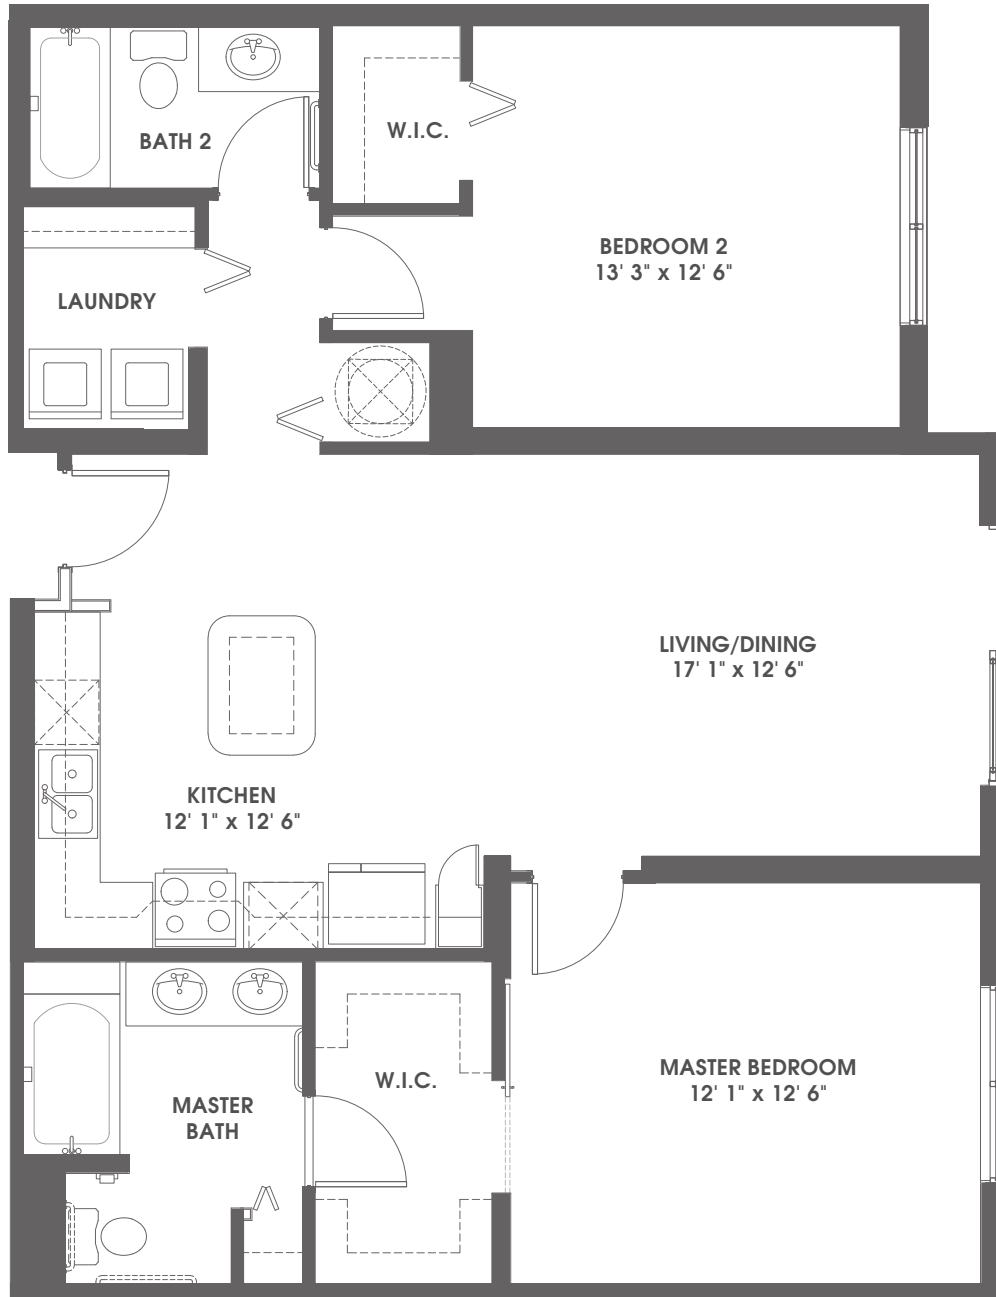 BATH 2
W.I.C.
BEDROOM 2
13' 3" x 12' 6"
LAUNDRY
LIVING/DINING
17' 1" x 12' 6"
KITCHEN
12' 1" x 12' 6"
W.I.C.
MASTER BEDROOM
12' 1" x 12' 6"
MASTER
BATH